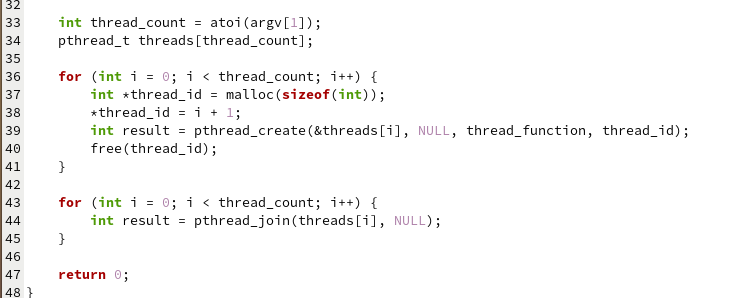 32
33     int thread_count = atoi(argv[1]);
34     pthread_t threads[thread_count];
35
36     for (int i = 0; i < thread_count; i++) {
37         int *thread_id = malloc(sizeof(int));
38         *thread_id = i + 1;
39         int result = pthread_create(&threads[i], NULL, thread_function, thread_id);
40         free(thread_id);
41     }
42
43     for (int i = 0; i < thread_count; i++) {
44         int result = pthread_join(threads[i], NULL);
45     }
46
47     return 0;
48 }